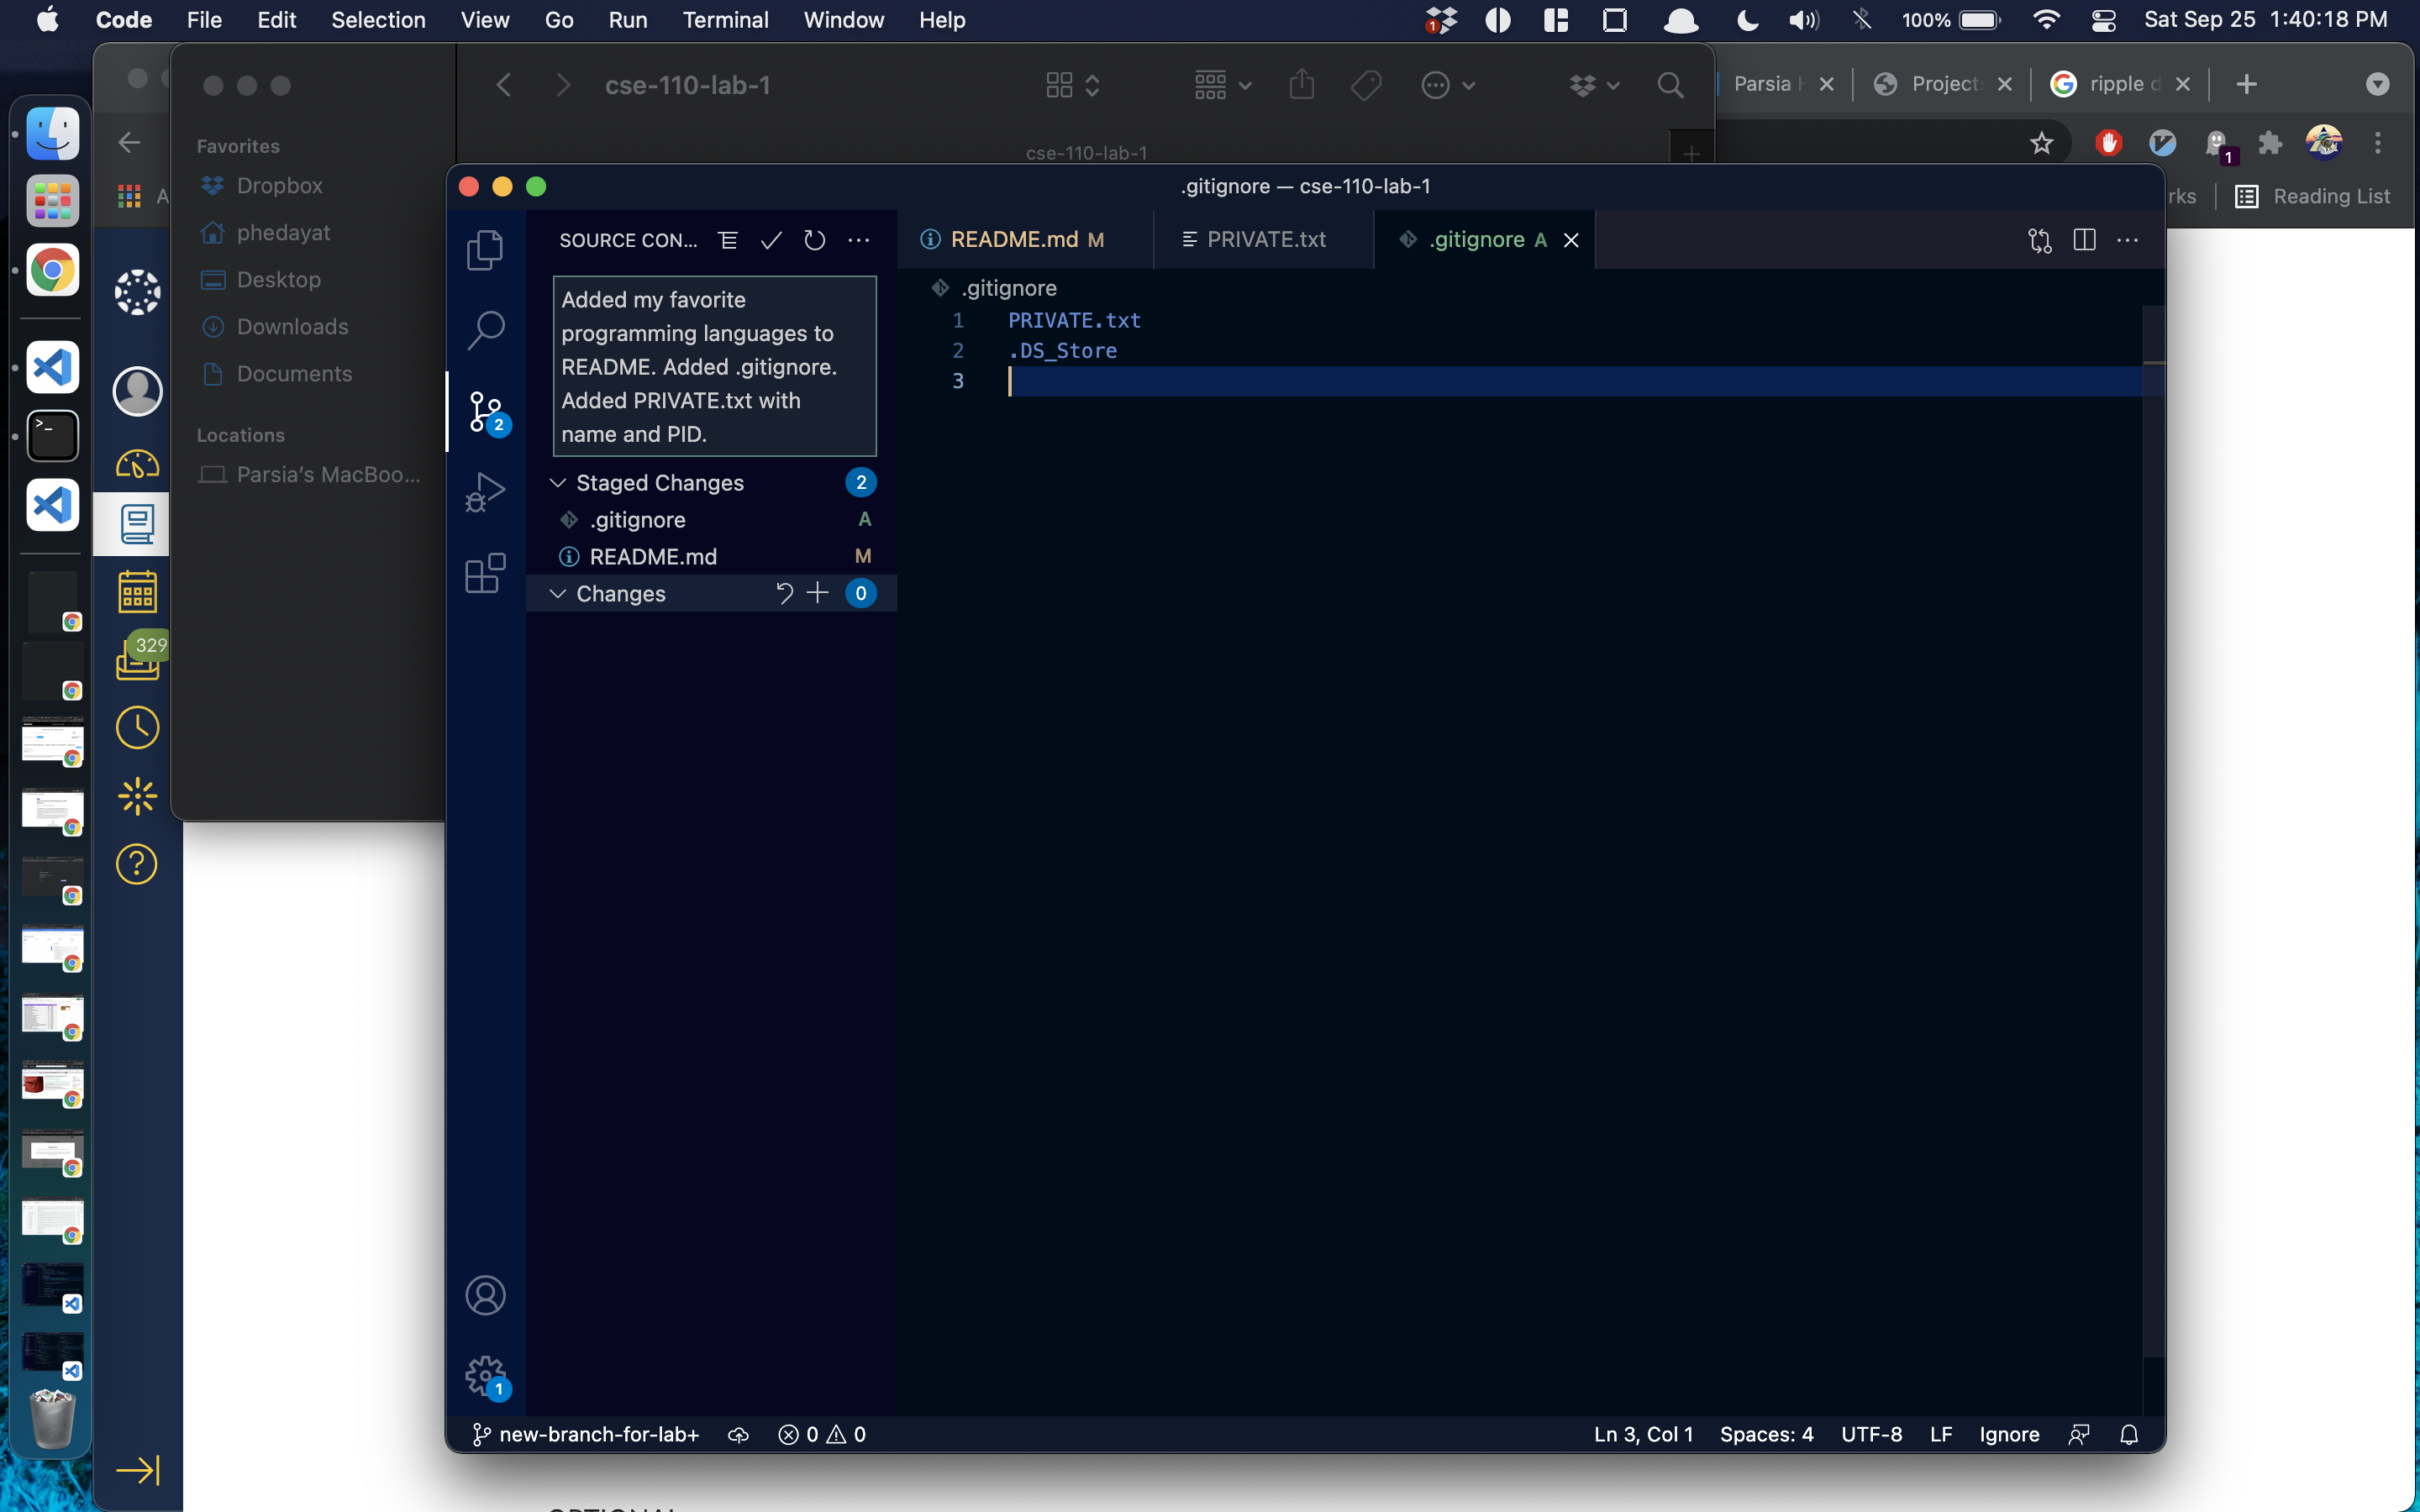 Code File Edit Selection View Go Run Terminal Window Help
1
100%
Sat Sep 25 1:40:18 PM
cse-110-lab-1
Parsia
Project
ripple
Favorites
cse-110-lab-1
1
Dropbox
Reading List
phedayat
Desktop
Downloads
Documents
Locations
Parsia's MacBoo...
329
.gitignore — cse-110-lab-1
SOURCE CON...
README.md M
PRIVATE.txt
.gitignore A
Added my favorite
programming languages to
README. Added .gitignore.
Added PRIVATE.txt with
name and PID.
2
Staged Changes 2
.gitignore A
README.md M
Changes 0
.gitignore
1 PRIVATE.txt
2 .DS_Store
3
1
new-branch-for-lab+ 0 0
Ln 3, Col 1 Spaces: 4 UTF-8 LF Ignore